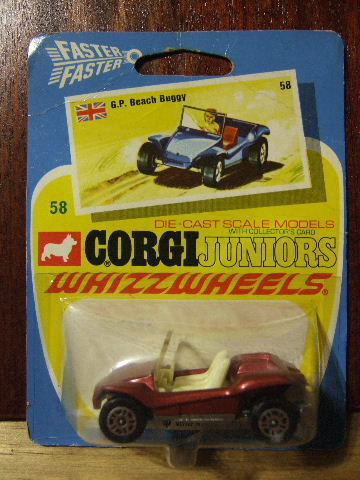 FASTER
FASTER
G.P. Beach Buggy
58
58
DIE-CAST SCALE MODELS
WITH COLLECTOR'S CARD
CORGI JUNIORS
WHIZZWHEELS